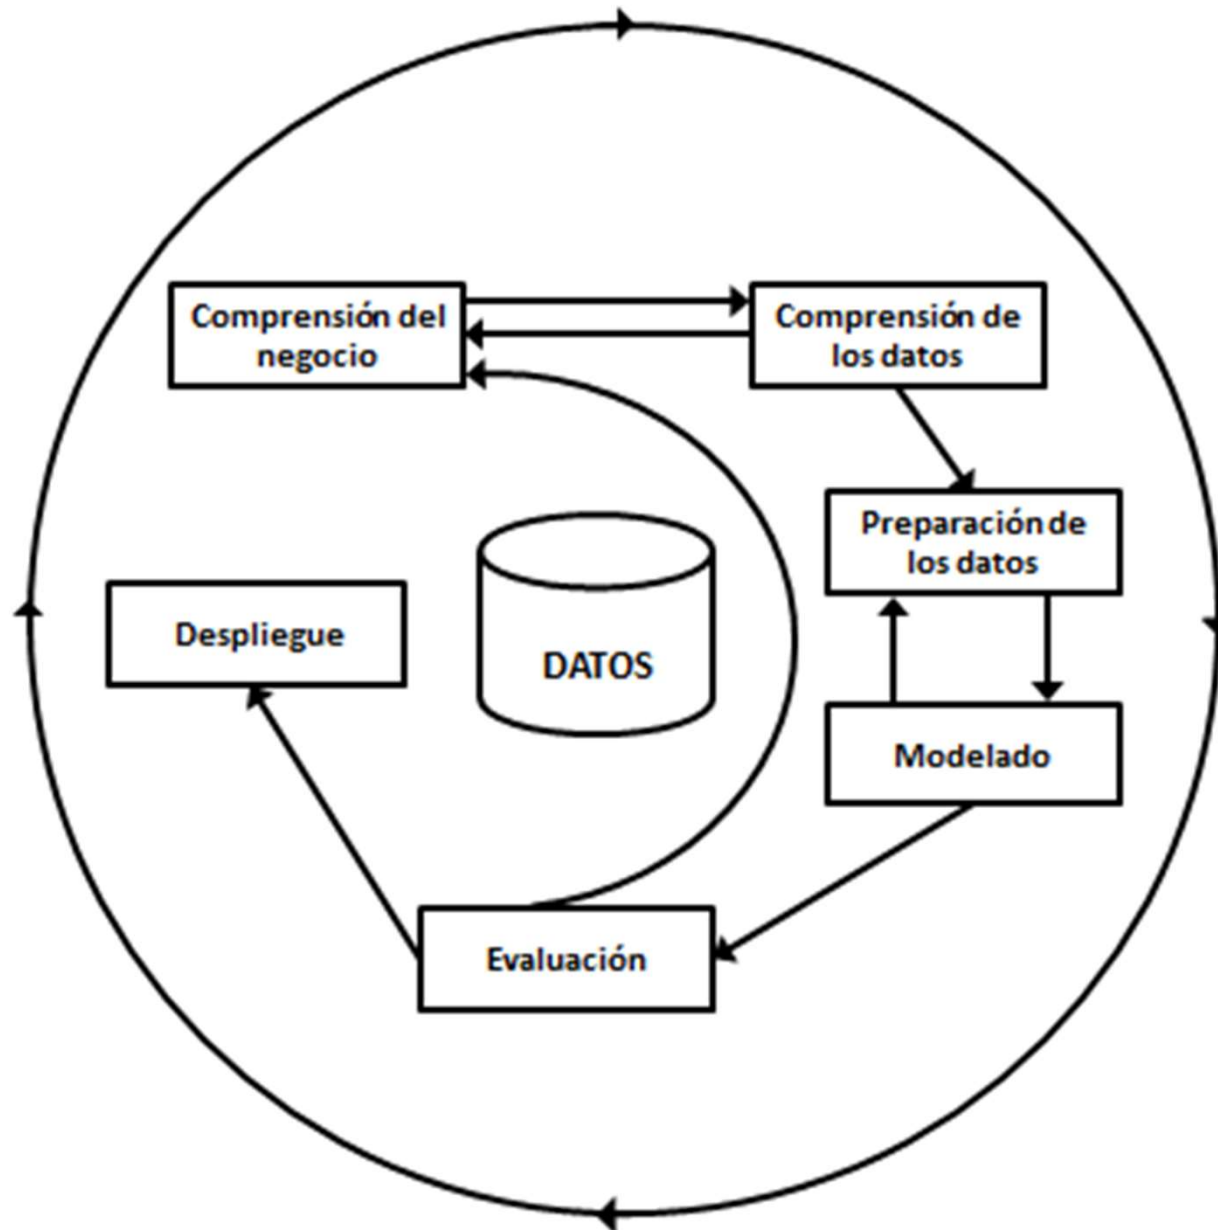 Comprensión del
negocio
Comprensión de
los datos
Preparación de
los datos
Despliegue
DATOS
Modelado
Evaluación